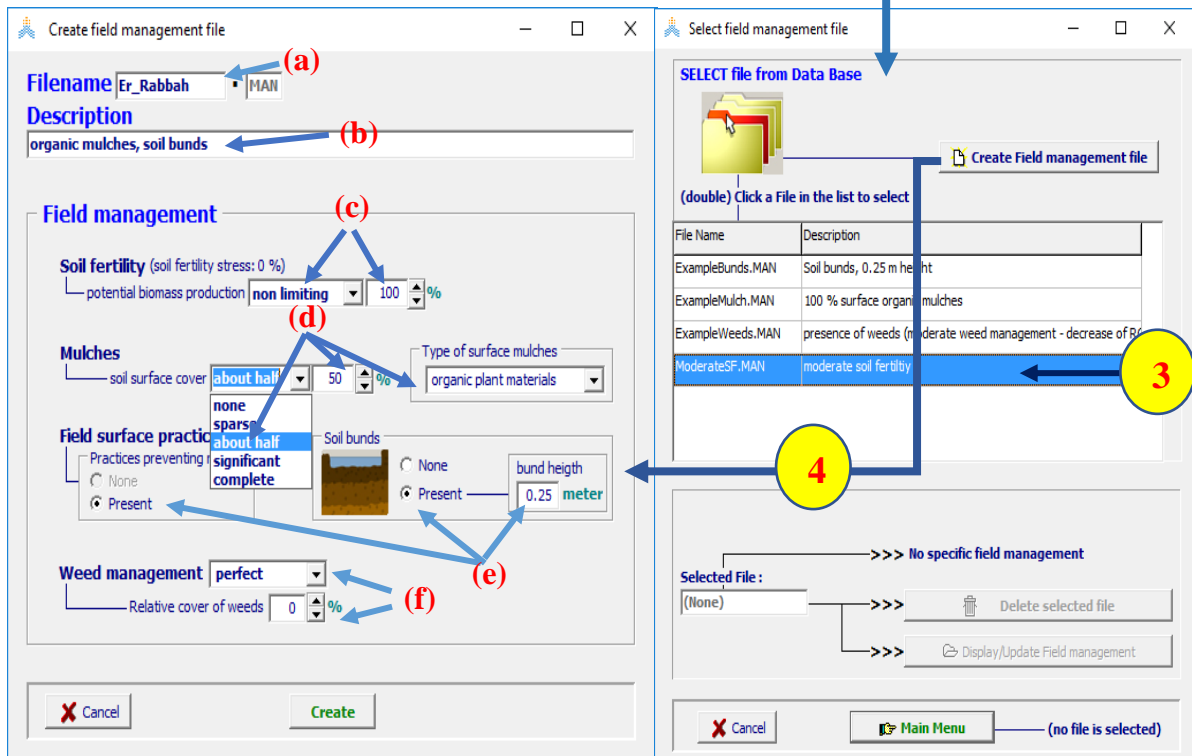 Create field management file
(a)
Filename Er_Rabbah . MAN
Description
(b)
organic mulches, soil bunds
Field management
(c)
Soil fertility (soil fertility stress: 0 %)
potential biomass production non limiting 100 %
(d)
Mulches
soil surface cover about half 50 %
Type of surface mulches
organic plant materials
none
sparse
about half
significant
complete
Field surface practic
Practices preventing
None
Present
Soil bunds
None
Present
bund heigth
0.25 meter
(e)
Weed management perfect
(f)
Relative cover of weeds 0 %
Cancel
Create
Select field management file
SELECT file from Data Base
Create Field management file
(double) Click a File in the list to select
File Name Description
ExampleBunds.MAN Soil bunds, 0.25 m height
ExampleMulch.MAN 100 % surface organic mulches
ExampleWeeds.MAN presence of weeds (moderate weed management - decrease of
ModerateSF.MAN moderate soil fertiltiy
3
4
>>> No specific field management
Selected File :
(None)
>>> Delete selected file
>>> Display/Update Field management
Cancel
Main Menu
(no file is selected)